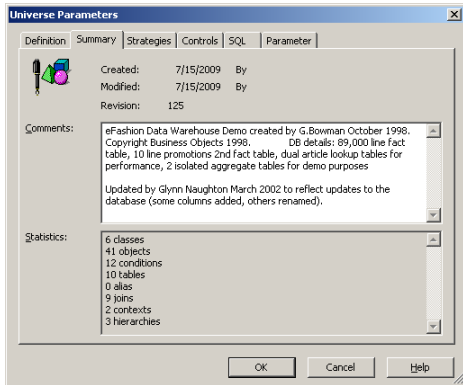 Universe Parameters
Definition Summary Strategies Controls SQL Parameter
Created: 7/15/2009 By
Modified: 7/15/2009 By
Revision: 125
Comments:
eFashion Data Warehouse Demo created by G.Bowman October 1998.
Copyright Business Objects 1998. DB details: 89,000 line fact
table, 10 line promotions 2nd fact table, dual article lookup tables for
performance, 2 isolated aggregate tables for demo purposes
Updated by Glynn Naughton March 2002 to reflect updates to the
database (some columns added, others renamed).
Statistics:
6 classes
41 objects
12 conditions
10 tables
0 alias
9 joins
2 contexts
3 hierarchies
OK Cancel Help